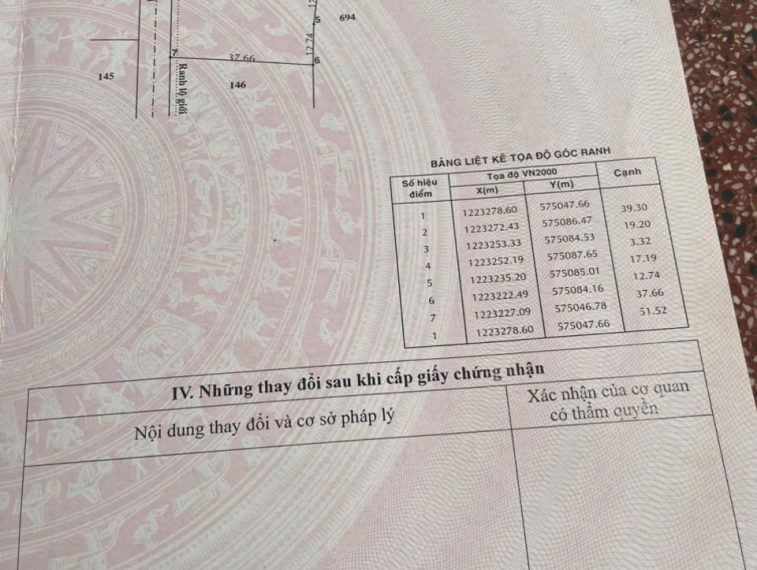 694
5
12.74
7
37.66
6
145
146
Ranh lộ giới
BẢNG LIỆT KÊ TỌA ĐỘ GÓC RANH
Số hiệu điểm Tọa độ VN2000 Cạnh
X(m) Y(m)
1 1223278.60 575047.66
39.30
2 1223272.43 575086.47
19.20
3 1223253.33 575084.53
3.32
4 1223252.19 575087.65
17.19
5 1223235.20 575085.01
12.74
6 1223222.49 575084.16
37.66
7 1223227.09 575046.78
51.52
1 1223278.60 575047.66
IV. Những thay đổi sau khi cấp giấy chứng nhận
Nội dung thay đổi và cơ sở pháp lý
Xác nhận của cơ quan
có thẩm quyền